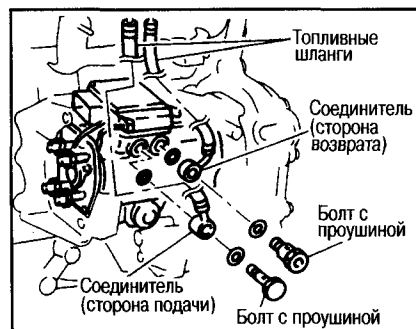 Топливные
шланги
Соединитель
(сторона
возврата)
Болт с
проушиной
Соединитель
(сторона подачи)
Болт с проушиной